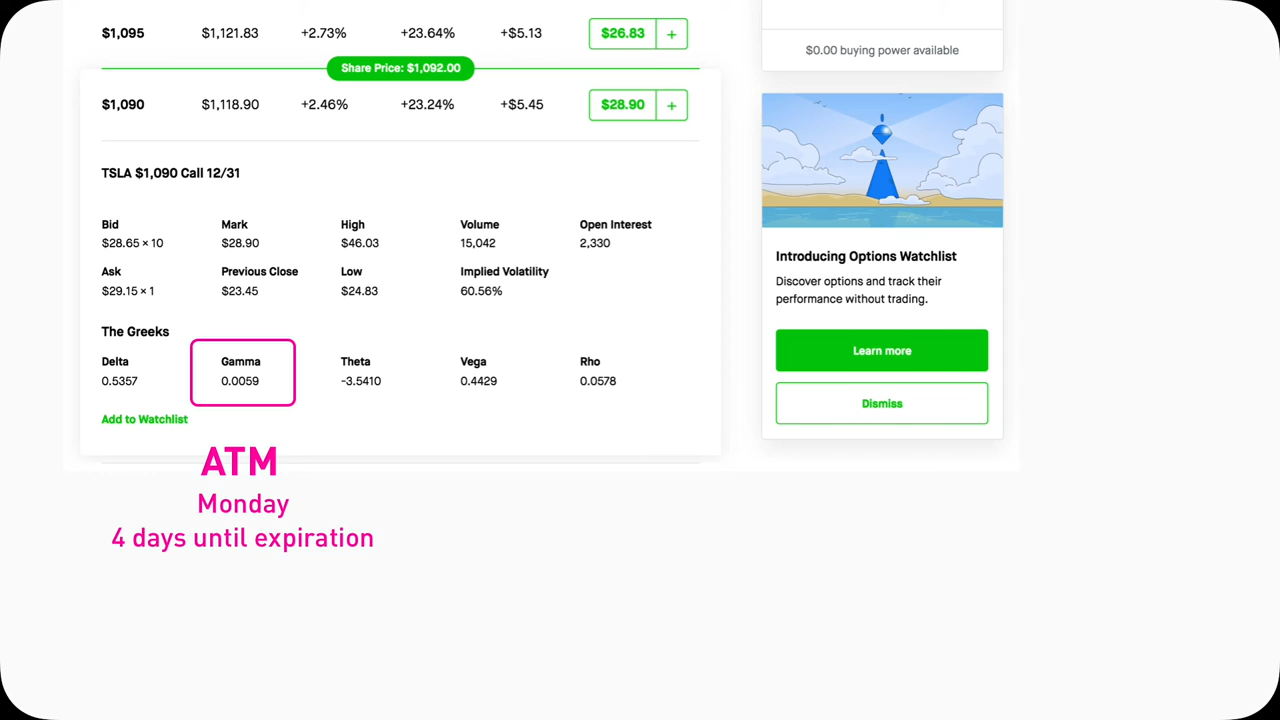 $1,095 $1,121.83 +2.73% +23.64% +$5.13 $26.83 +
Share Price: $1,092.00
$1,090 $1,118.90 +2.46% +23.24% +$5.45 $28.90 +
TSLA $1,090 Call 12/31
Bid Mark High Volume Open Interest
$28.65 × 10 $28.90 $46.03 15,042 2,330
Ask Previous Close Low Implied Volatility
$29.15 × 1 $23.45 $24.83 60.56%
The Greeks
Delta Gamma Theta Vega Rho
0.5357 0.0059 -3.5410 0.4429 0.0578
Add to Watchlist
ATM
Monday
4 days until expiration
$0.00 buying power available
Introducing Options Watchlist
Discover options and track their
performance without trading.
Learn more
Dismiss